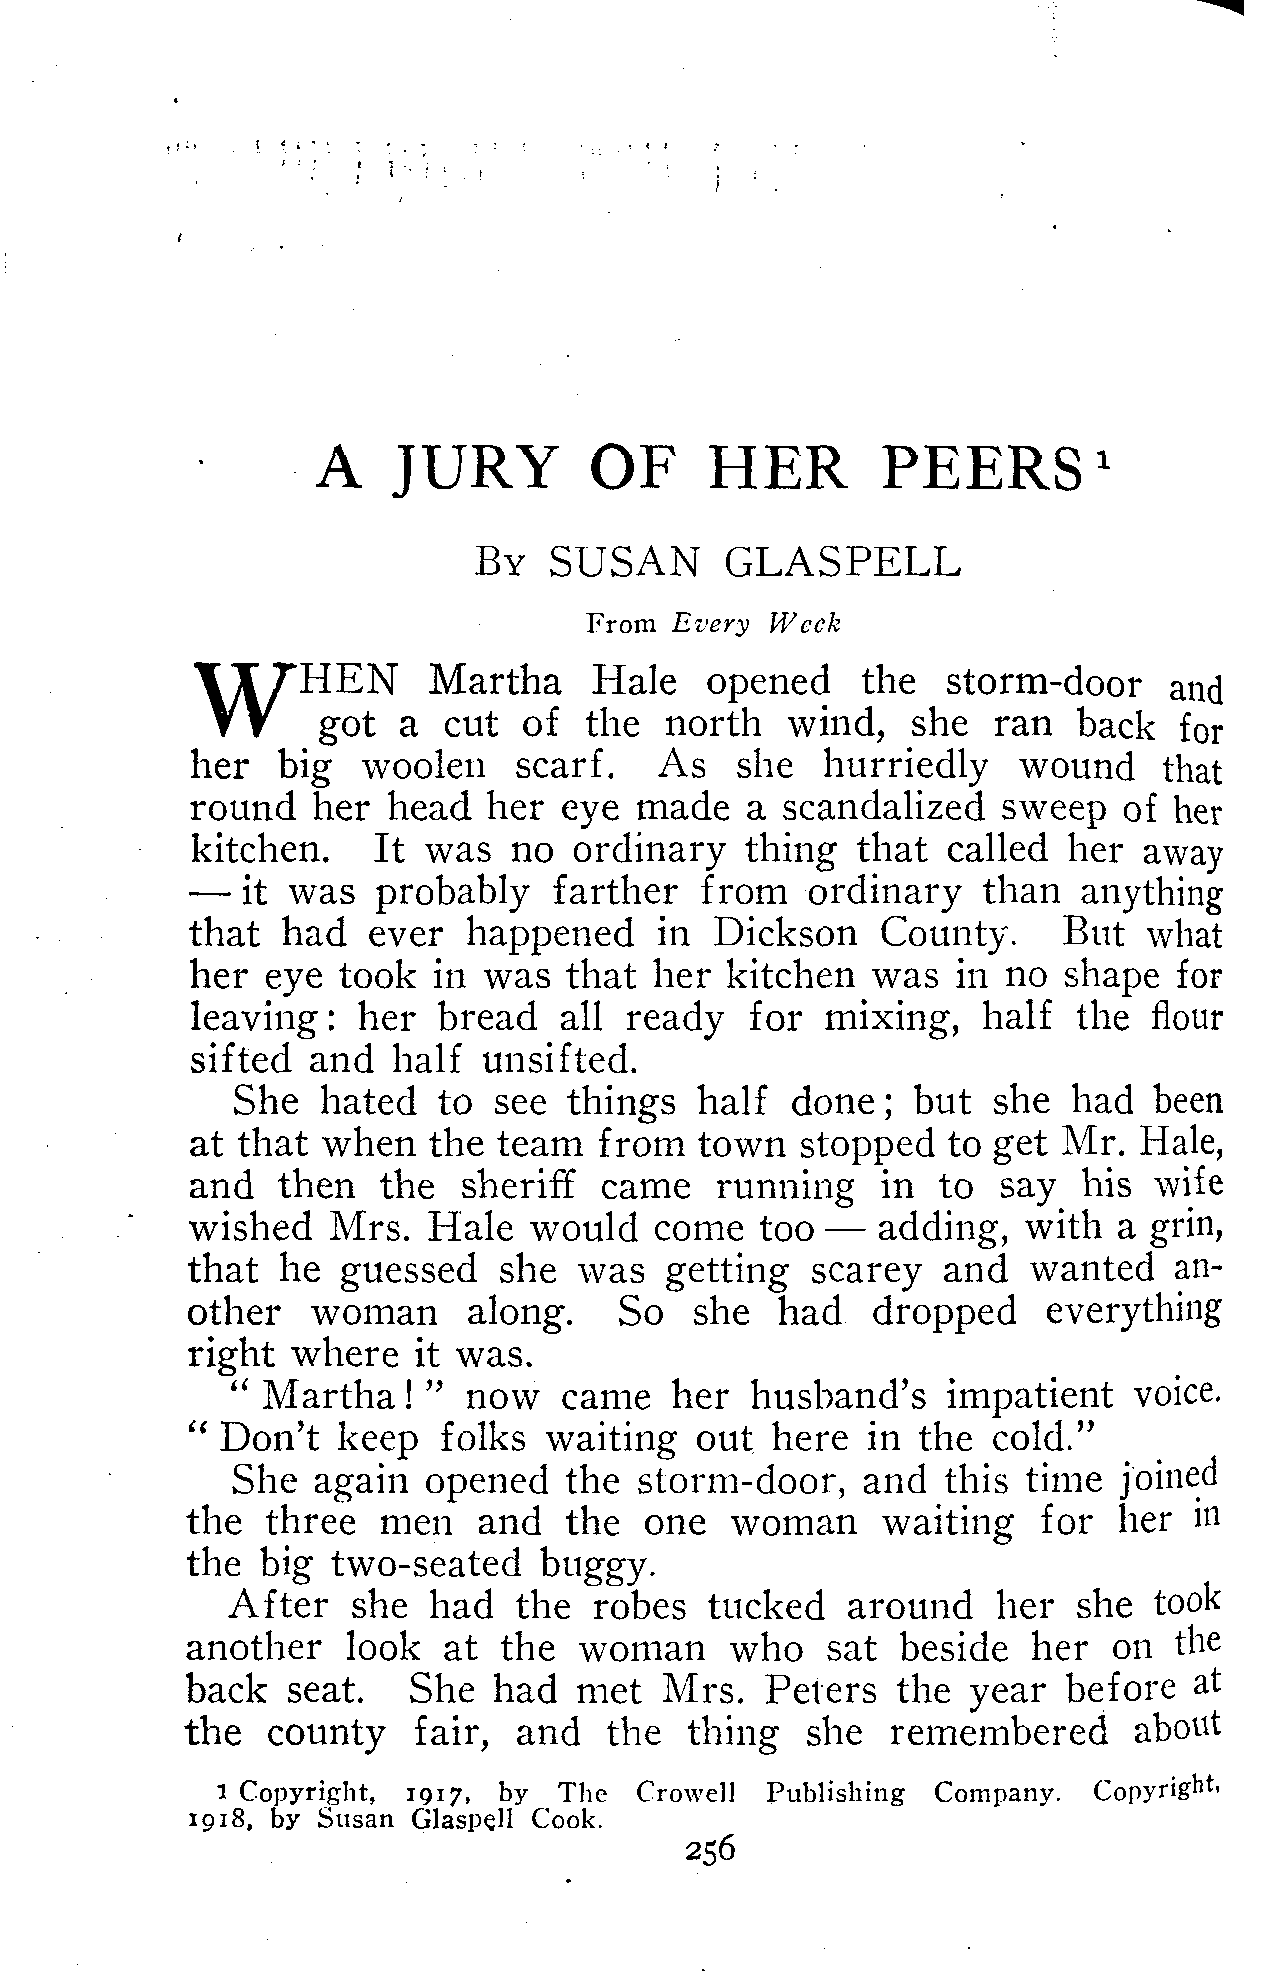 A JURY OF HER PEERS 1
By SUSAN GLASPELL
From Every Week
WHEN Martha Hale opened the storm-door and
got a cut of the north wind, she ran back for
her big woolen scarf. As she hurriedly wound that
round her head her eye made a scandalized sweep of her
kitchen. It was no ordinary thing that called her away
— it was probably farther from ordinary than anything
that had ever happened in Dickson County. But what
her eye took in was that her kitchen was in no shape for
leaving: her bread all ready for mixing, half the flour
sifted and half unsifted.
She hated to see things half done; but she had been
at that when the team from town stopped to get Mr. Hale,
and then the sheriff came running in to say his wife
wished Mrs. Hale would come too — adding, with a grin,
that he guessed she was getting scarey and wanted an-
other woman along. So she had dropped everything
right where it was.
" Martha! " now came her husband's impatient voice.
" Don't keep folks waiting out here in the cold."
She again opened the storm-door, and this time joined
the three men and the one woman waiting for her in
the big two-seated buggy.
After she had the robes tucked around her she took
another look at the woman who sat beside her on the
back seat. She had met Mrs. Peters the year before at
the county fair, and the thing she remembered about
1 Copyright, 1917, by The Crowell Publishing Company. Copyright,
1918, by Susan Glaspell Cook.
256